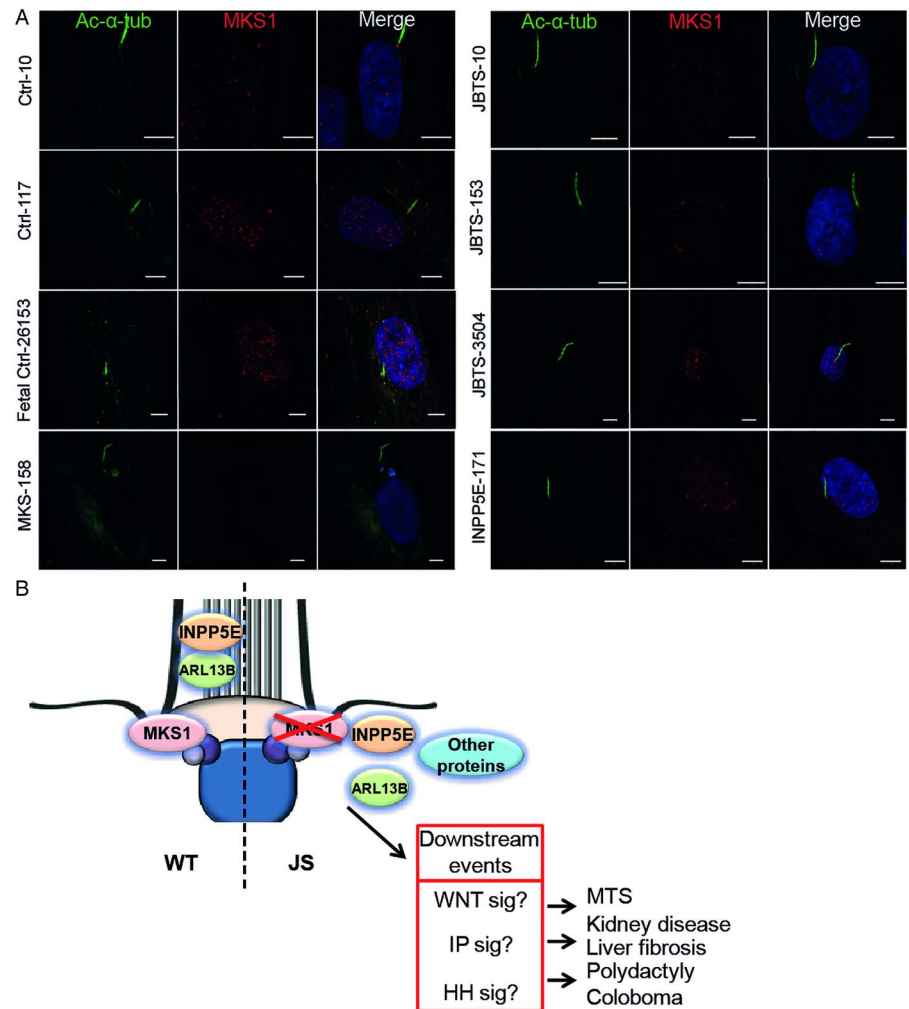 A
Ac-α-tub MKS1 Merge
Ctrl-10
Ctrl-117
Fetal Ctrl-26153
MKS-158
Ac-α-tub MKS1 Merge
JBTS-10
JBTS-153
JBTS-3504
INPP5E-171
B
INPP5E
ARL13B
MKS1
MKS1
INPP5E
Other
proteins
ARL13B
WT
JS
Downstream
events
WNT sig?
IP sig?
HH sig?
MTS
Kidney disease
Liver fibrosis
Polydactyly
Coloboma